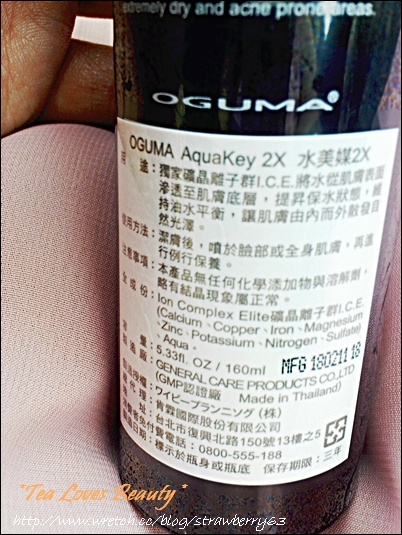 extremely dry and acne prone areas.
OGUMA®
OGUMA AquaKey 2X 水美媒2X
用 途：獨家礦晶離子群I.C.E將水從肌膚表面
滲透至肌膚底層，提昇保水狀態，維
持油水平衡，讓肌膚由內而外散發自
然光澤。
使用方法：潔膚後，噴於臉部或全身肌膚，再進
行例行保養。
注意事項：本產品無任何化學添加物與溶解劑，
略有結晶現象屬正常。
全 成 份：Ion Complex Elite礦晶離子群I.C.E.
(Calcium、Copper、Iron、Magnesium
、Zinc、Potassium、Nitrogen、Sulfate)
、Aqua。
容 量：5.33fl. OZ / 160ml
MFG 18021118
GENERAL CARE PRODUCTS CO.,LTD
(GMP認證廠 Made in Thailand)
ワイピープランニング (株)
青霖國際股份有限公司
台北市復興北路150號13樓之5
電話：0800-555-188
標示於瓶身或瓶底 保存期限：三年
*Tea Lover Beauty*
http://www.wretch.cc/blog/strawberry63